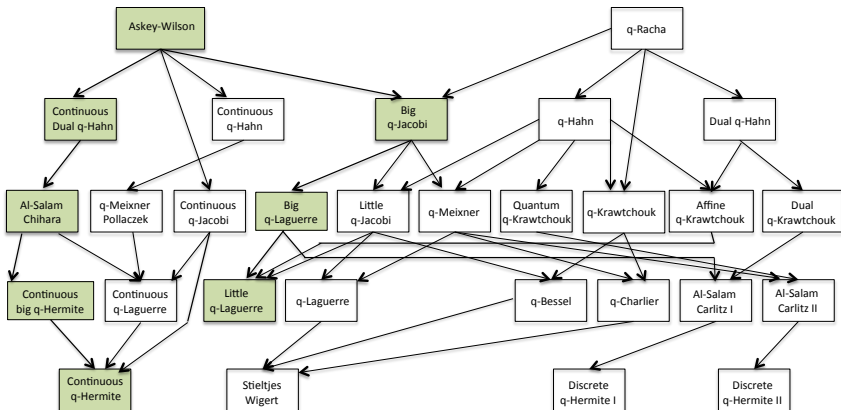 Askey-Wilson
q-Racha
Continuous
Dual q-Hahn
Continuous
q-Hahn
Big
q-Jacobi
q-Hahn
Dual q-Hahn
Al-Salam
Chihara
q-Meixner
Pollaczek
Continuous
q-Jacobi
Big
q-Laguerre
Little
q-Jacobi
q-Meixner
Quantum
q-Krawtchouk
q-Krawtchouk
Affine
q-Krawtchouk
Dual
q-Krawtchouk
Continuous
big q-Hermite
Continuous
q-Laguerre
Little
q-Laguerre
q-Laguerre
q-Bessel
q-Charlier
Al-Salam
Carlitz I
Al-Salam
Carlitz II
Continuous
q-Hermite
Stieltjes
Wigert
Discrete
q-Hermite I
Discrete
q-Hermite II